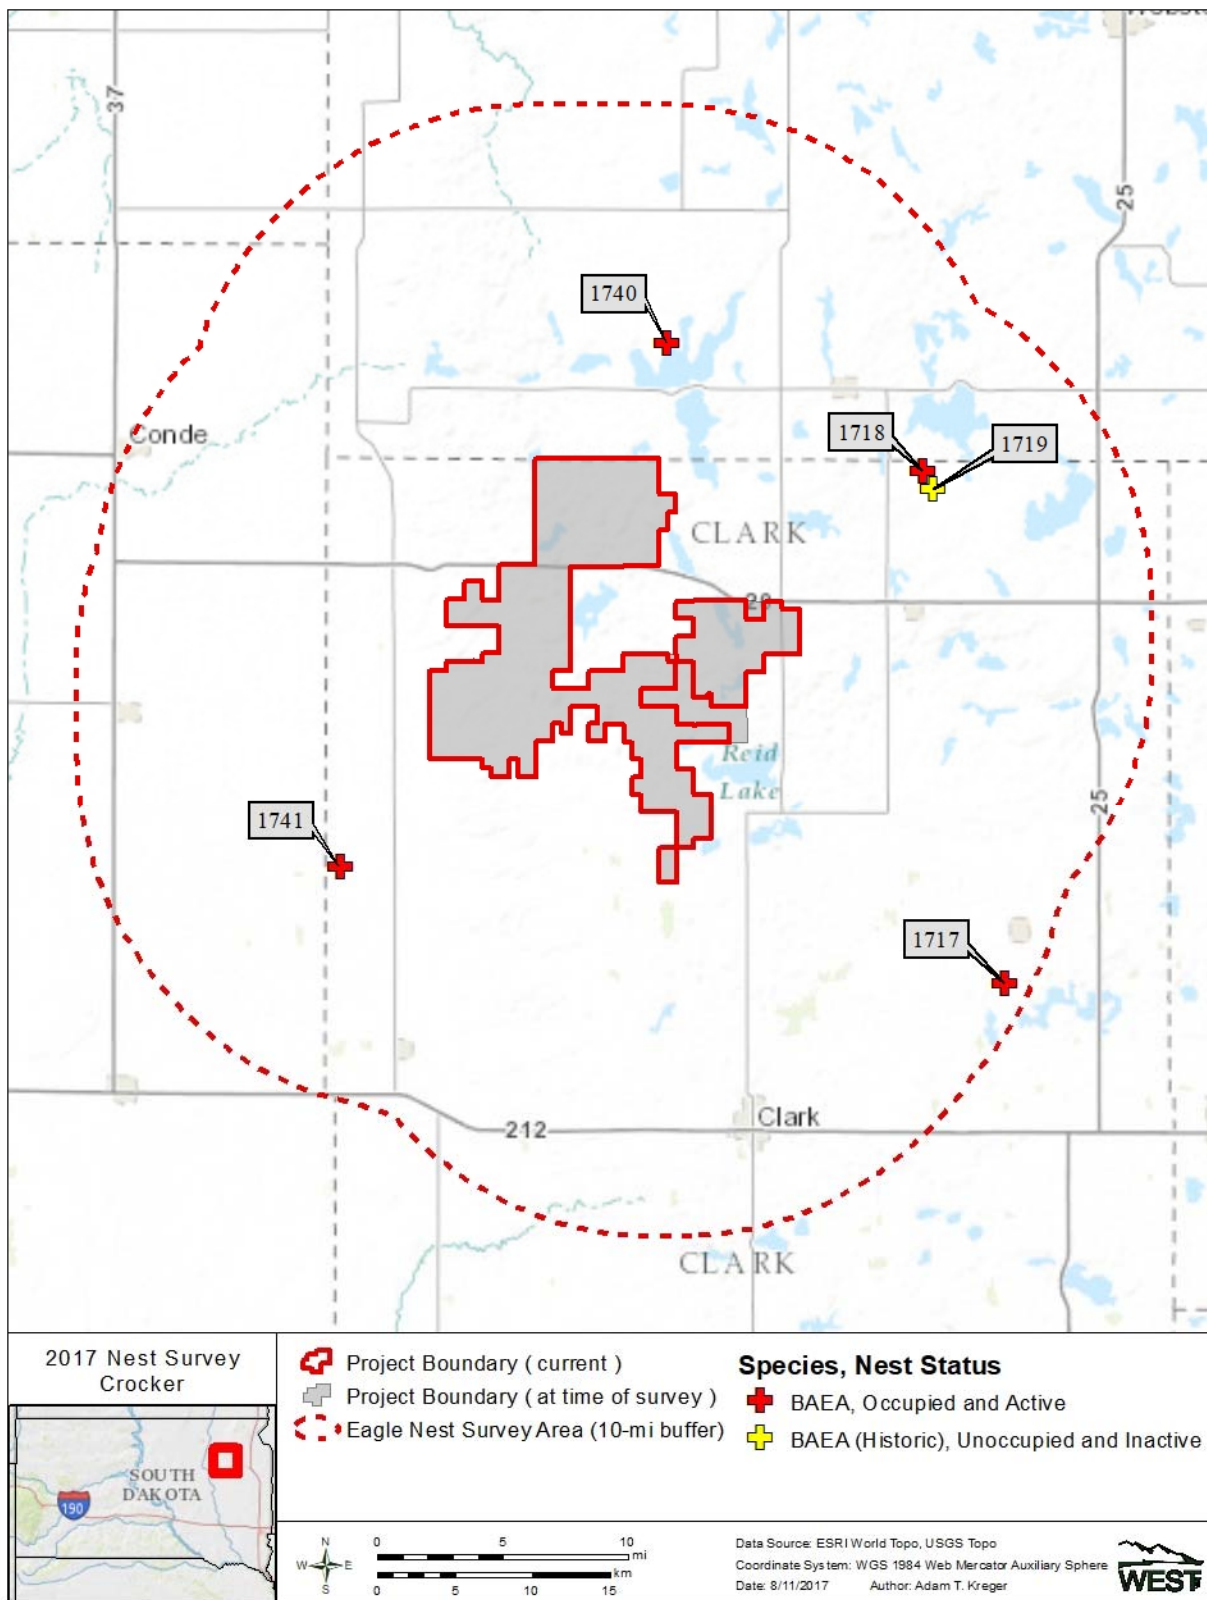 37
25
1740
Conde
1718
1719
CLARK
20
Reid
Lake
25
1741
1717
212
Clark
CLARK
2017 Nest Survey
Crocker
SOUTH
DAKOTA
190
Project Boundary ( current )
Project Boundary ( at time of survey )
Eagle Nest Survey Area (10-mi buffer)
Species, Nest Status
BAEA, Occupied and Active
BAEA (Historic), Unoccupied and Inactive
N
W E
S
0 5 10
mi
km
0 5 10 15
Data Source: ESRI World Topo, USGS Topo
Coordinate System: WGS 1984 Web Mercator Auxiliary Sphere
Date: 8/11/2017 Author: Adam T. Kreger
WEST